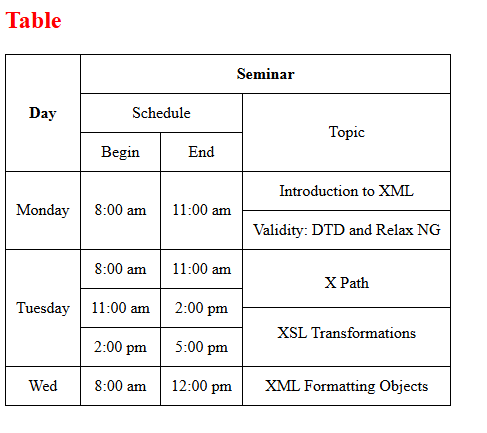 Table
Seminar
Day
Schedule
Topic
Begin End
Introduction to XML
Monday 8:00 am 11:00 am
Validity: DTD and Relax NG
8:00 am 11:00 am
X Path
Tuesday 11:00 am 2:00 pm
XSL Transformations
2:00 pm 5:00 pm
Wed 8:00 am 12:00 pm XML Formatting Objects